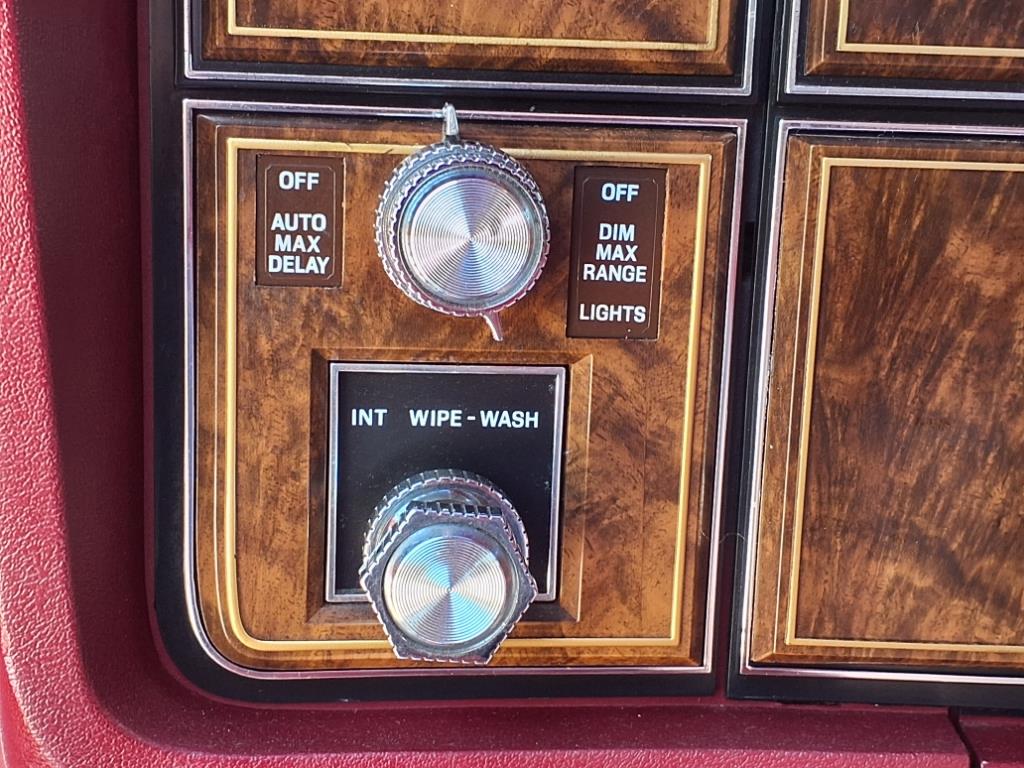 OFF
AUTO
MAX
DELAY
OFF
DIM
MAX
RANGE
LIGHTS
INT WIPE-WASH